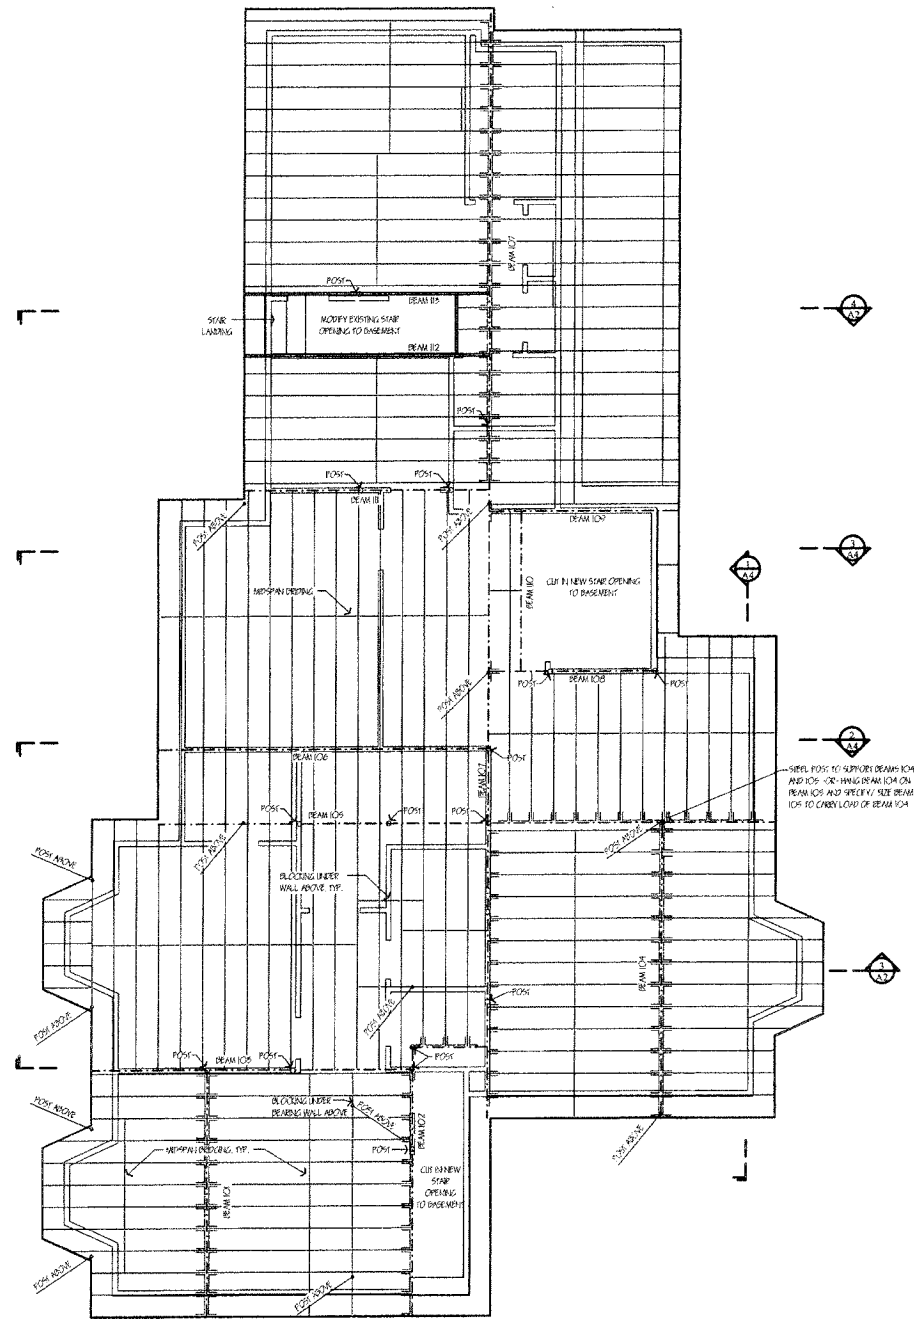 BEAM 107
POST
BEAM 113
STAIR
LANDING
MODIFY EXISTING STAIR
OPENING TO BASEMENT
BEAM 112
4
A2
POST
POST
POST
BEAM 111
POST ABOVE
POST ABOVE
BEAM 109
3
A4
1
A4
MIDSPAN BRIDGING
BEAM 110
CUT IN NEW STAIR OPENING
TO BASEMENT
POST ABOVE
POST
BEAM 108
POST
2
A4
BEAM 106
POST
BEAM 107
STEEL POST TO SUPPORT BEAMS 104
AND 105 -OR- HANG BEAM 104 ON
BEAM 105 AND SPECIFY/ SIZE BEAM
105 TO CARRY LOAD OF BEAM 104
POST
BEAM 105
POST
POST
POST ABOVE
POST ABOVE
POST ABOVE
BLOCKING UNDER
WALL ABOVE, TYP.
BEAM 104
3
A2
POST
POST ABOVE
POST ABOVE
POST
BEAM 103
POST
POST
POST ABOVE
BLOCKING UNDER
BEARING WALL ABOVE
POST ABOVE
BEAM 102
POST
POST ABOVE
MIDSPAN BRIDGING, TYP.
CUT IN NEW
STAIR
OPENING
TO BASEMENT
BEAM 101
POST ABOVE
POST ABOVE